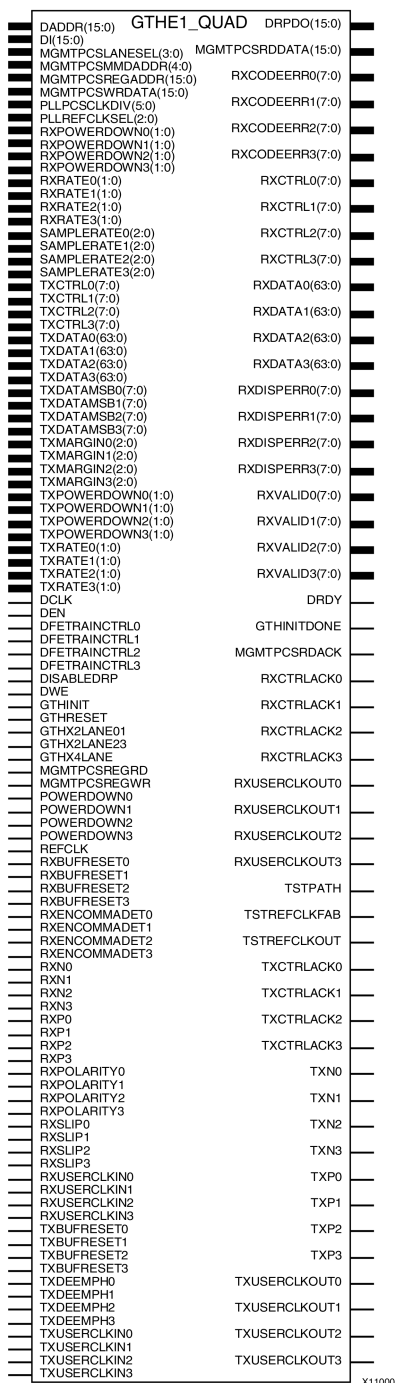 GTHE1_QUAD
DADDR(15:0)
DI(15:0)
MGMTPCSLANESEL(3:0)
MGMTPCSMMDADDR(4:0)
MGMTPCSREGADDR(15:0)
MGMTPCSWRDATA(15:0)
PLLPCSCLKDIV(5:0)
PLLREFCLKSEL(2:0)
RXPOWERDOWN0(1:0)
RXPOWERDOWN1(1:0)
RXPOWERDOWN2(1:0)
RXPOWERDOWN3(1:0)
RXRATE0(1:0)
RXRATE1(1:0)
RXRATE2(1:0)
RXRATE3(1:0)
SAMPLERATE0(2:0)
SAMPLERATE1(2:0)
SAMPLERATE2(2:0)
SAMPLERATE3(2:0)
TXCTRL0(7:0)
TXCTRL1(7:0)
TXCTRL2(7:0)
TXCTRL3(7:0)
TXDATA0(63:0)
TXDATA1(63:0)
TXDATA2(63:0)
TXDATA3(63:0)
TXDATAMSB0(7:0)
TXDATAMSB1(7:0)
TXDATAMSB2(7:0)
TXDATAMSB3(7:0)
TXMARGIN0(2:0)
TXMARGIN1(2:0)
TXMARGIN2(2:0)
TXMARGIN3(2:0)
TXPOWERDOWN0(1:0)
TXPOWERDOWN1(1:0)
TXPOWERDOWN2(1:0)
TXPOWERDOWN3(1:0)
TXRATE0(1:0)
TXRATE1(1:0)
TXRATE2(1:0)
TXRATE3(1:0)
DCLK
DEN
DFETRAINCTRL0
DFETRAINCTRL1
DFETRAINCTRL2
DFETRAINCTRL3
DISABLEDRP
DWE
GTHINIT
GTHRESET
GTHX2LANE01
GTHX2LANE23
GTHX4LANE
MGMTPCSREGRD
MGMTPCSREGWR
POWERDOWN0
POWERDOWN1
POWERDOWN2
POWERDOWN3
REFCLK
RXBUFRESET0
RXBUFRESET1
RXBUFRESET2
RXBUFRESET3
RXENCOMMADET0
RXENCOMMADET1
RXENCOMMADET2
RXENCOMMADET3
RXN0
RXN1
RXN2
RXN3
RXP0
RXP1
RXP2
RXP3
RXPOLARITY0
RXPOLARITY1
RXPOLARITY2
RXPOLARITY3
RXSLIP0
RXSLIP1
RXSLIP2
RXSLIP3
RXUSERCLKIN0
RXUSERCLKIN1
RXUSERCLKIN2
RXUSERCLKIN3
TXBUFRESET0
TXBUFRESET1
TXBUFRESET2
TXBUFRESET3
TXDEEMPH0
TXDEEMPH1
TXDEEMPH2
TXDEEMPH3
TXUSERCLKIN0
TXUSERCLKIN1
TXUSERCLKIN2
TXUSERCLKIN3
DRPDO(15:0)
MGMTPCSRDDATA(15:0)
RXCODEERR0(7:0)
RXCODEERR1(7:0)
RXCODEERR2(7:0)
RXCODEERR3(7:0)
RXCTRL0(7:0)
RXCTRL1(7:0)
RXCTRL2(7:0)
RXCTRL3(7:0)
RXDATA0(63:0)
RXDATA1(63:0)
RXDATA2(63:0)
RXDATA3(63:0)
RXDISPERR0(7:0)
RXDISPERR1(7:0)
RXDISPERR2(7:0)
RXDISPERR3(7:0)
RXVALID0(7:0)
RXVALID1(7:0)
RXVALID2(7:0)
RXVALID3(7:0)
DRDY
GTHINITDONE
MGMTPCSRDACK
RXCTRLACK0
RXCTRLACK1
RXCTRLACK2
RXCTRLACK3
RXUSERCLKOUT0
RXUSERCLKOUT1
RXUSERCLKOUT2
RXUSERCLKOUT3
TSTPATH
TSTREFCLKFAB
TSTREFCLKOUT
TXCTRLACK0
TXCTRLACK1
TXCTRLACK2
TXCTRLACK3
TXN0
TXN1
TXN2
TXN3
TXP0
TXP1
TXP2
TXP3
TXUSERCLKOUT0
TXUSERCLKOUT1
TXUSERCLKOUT2
TXUSERCLKOUT3
X11000